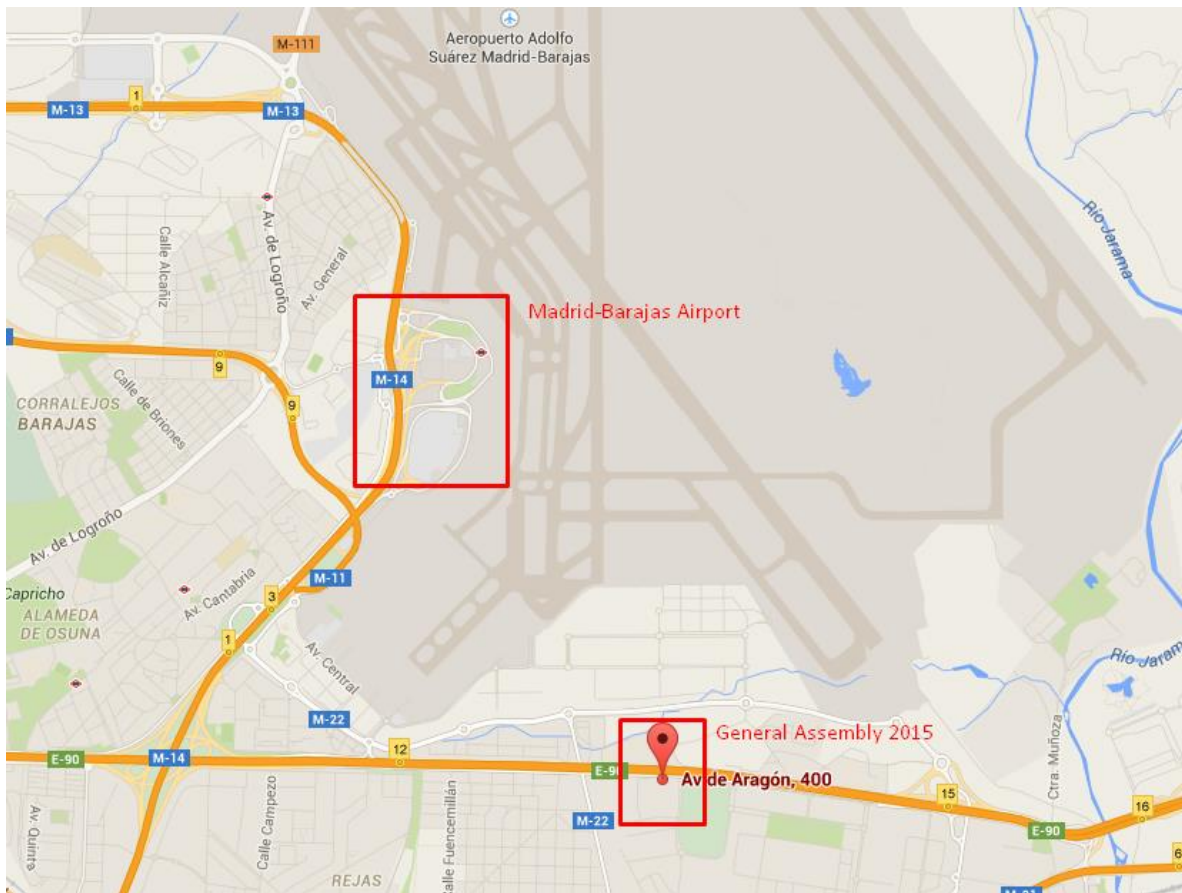 Aeropuerto Adolfo
Suárez Madrid-Barajas
M-111
1
M-13
M-13
Av. de Logroño
Calle Alcañiz
Av. General
Río Jarama
Madrid-Barajas Airport
9
M-14
Calle de Briones
9
CORRALEJOS
BARAJAS
Av. de Logroño
M-11
Av. Cantabria
3
Capricho
ALAMEDA
DE OSUNA
1
Av. Central
Río Jarama
M-22
General Assembly 2015
12
E-90
M-14
E-90
Av de Aragón, 400
Ctra. Muñoza
15
16
M-22
E-90
Av. Quinta
Calle Campezo
Calle Fuencemillán
REJAS
6
M-21